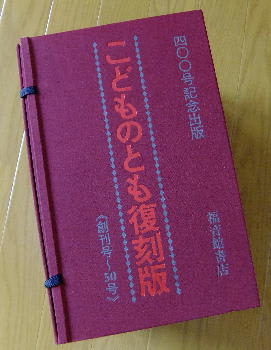 四〇〇号記念出版
こどものとも復刻版
《創刊号~50号》
福音館書店